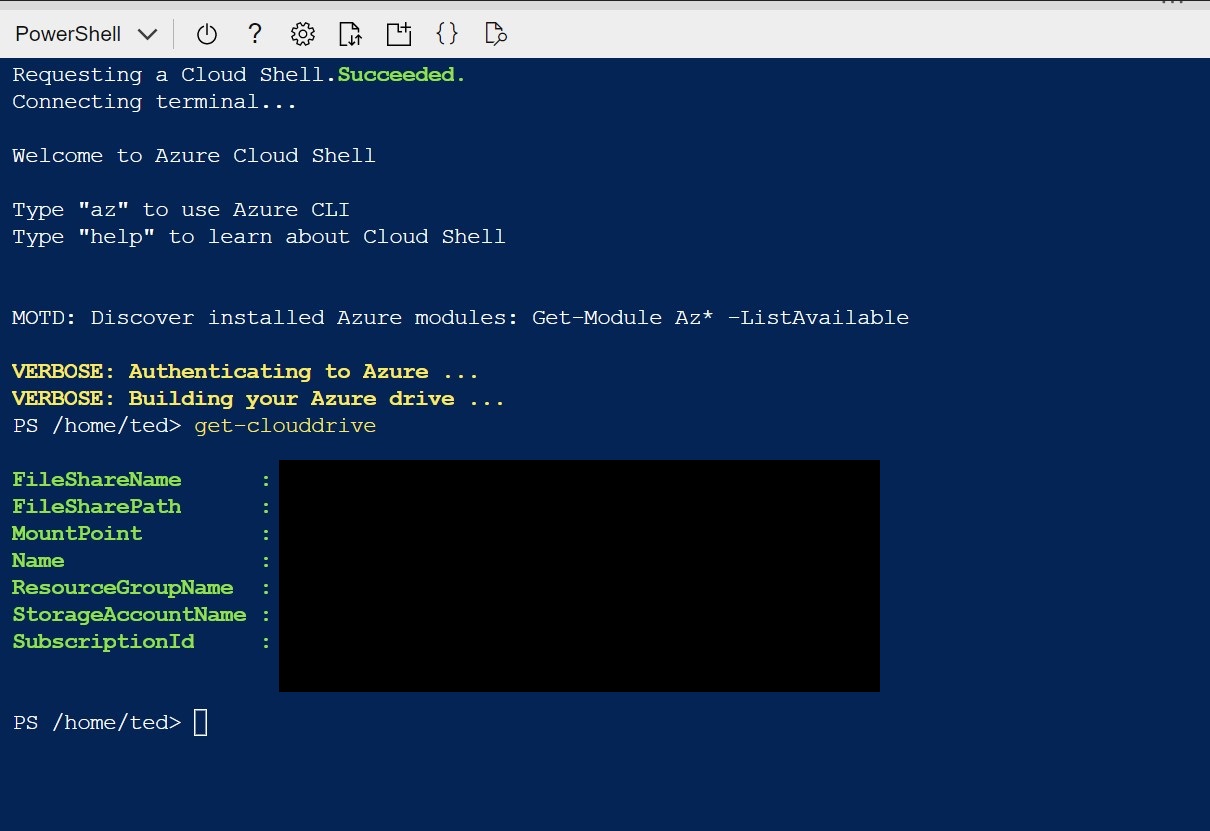 PowerShell
Requesting a Cloud Shell.Succeeded.
Connecting terminal...
Welcome to Azure Cloud Shell
Type "az" to use Azure CLI
Type "help" to learn about Cloud Shell
MOTD: Discover installed Azure modules: Get-Module Az* -ListAvailable
VERBOSE: Authenticating to Azure ...
VERBOSE: Building your Azure drive ...
PS /home/ted> get-clouddrive
FileShareName      :
FileSharePath      :
MountPoint         :
Name               :
ResourceGroupName  :
StorageAccountName :
SubscriptionId     :
PS /home/ted>